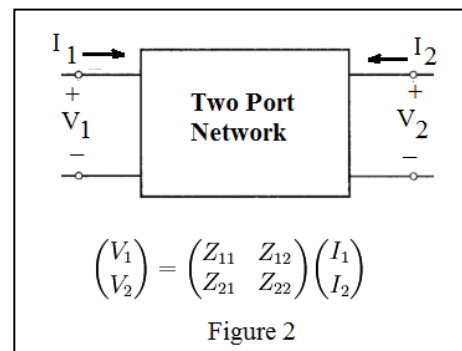 I1 I2
+ +
V1 Two Port Network V2
− −
(V1 V2) = (Z11 Z12 Z21 Z22) (I1 I2)
Figure 2